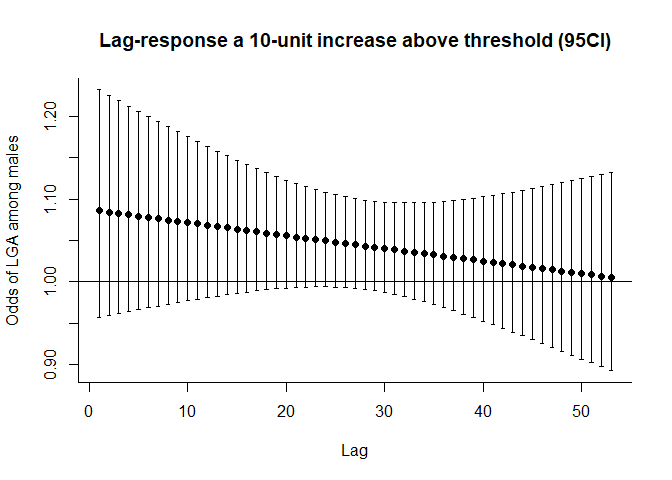 Lag-response a 10-unit increase above threshold (95CI)
Odds of LGA among males
1.20
1.10
1.00
0.90
0 10 20 30 40 50
Lag